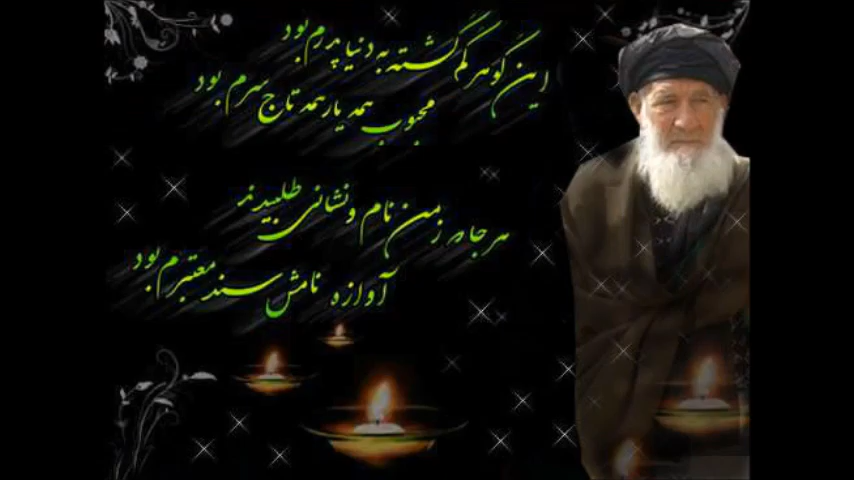 این گوهر گم گشته به دنیا پدرم بود
محبوب همه یار همه تاج سرم بود
هر جا که ز من نام و نشانی طلبیدند
آوازه نامش سند معتبرم بود